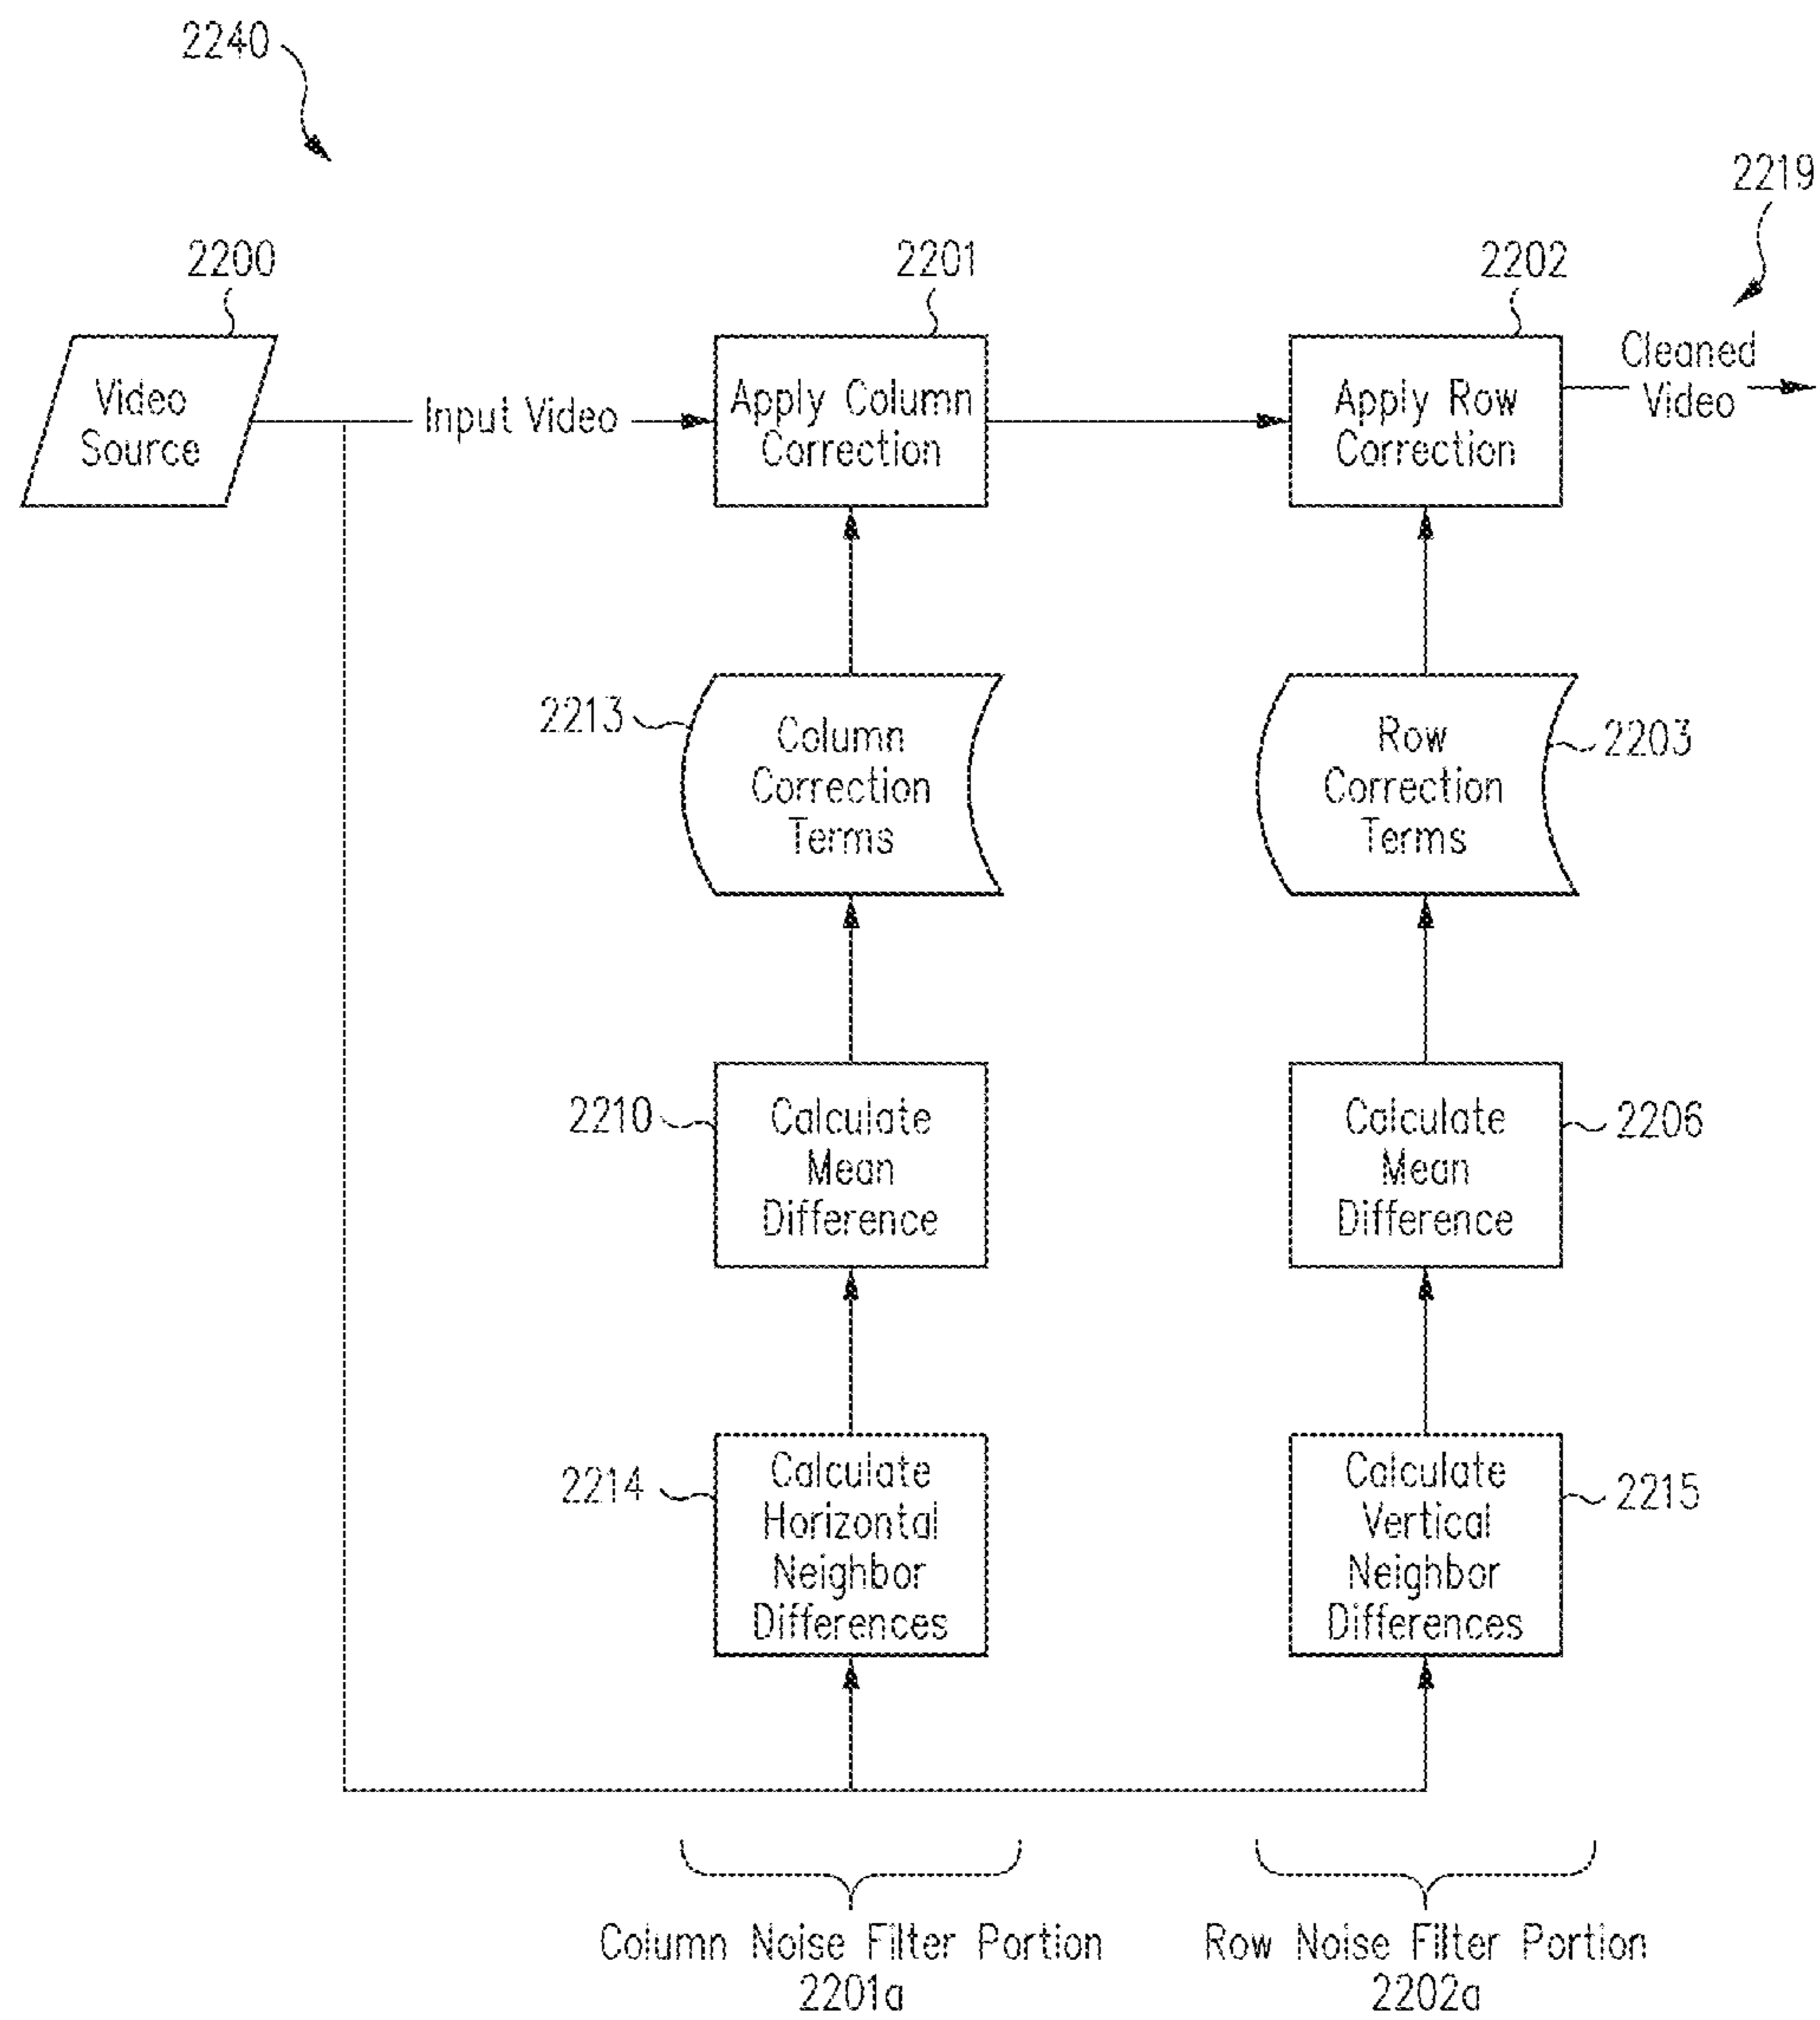 2240
2219
2200
2201
2202
Video
Source
Input Video
Apply Column
Correction
Apply Row
Correction
Cleaned
Video
2213
Column
Correction
Terms
Row
Correction
Terms
2203
2210
Calculate
Mean
Difference
Calculate
Mean
Difference
2206
2214
Calculate
Horizontal
Neighbor
Differences
Calculate
Vertical
Neighbor
Differences
2215
Column Noise Filter Portion
2201a
Row Noise Filter Portion
2202a